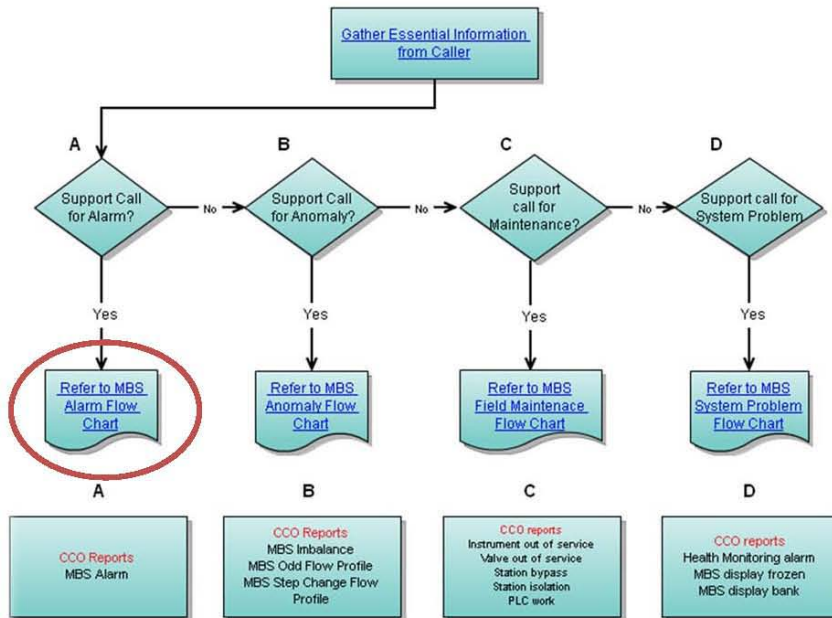 Gather Essential Information
from Caller
A
B
C
D
Support Call
for Alarm?
No
Support Call
for Anomaly?
No
Support
call for
Maintenance?
No
Support call for
System Problem
Yes
Yes
Yes
Yes
Refer to MBS
Alarm Flow
Chart
Refer to MBS
Anomaly Flow
Chart
Refer to MBS
Field Maintenace
Flow Chart
Refer to MBS
System Problem
Flow Chart
A
B
C
D
CCO Reports
MBS Alarm
CCO Reports
MBS Imbalance
MBS Odd Flow Profile
MBS Step Change Flow
Profile
CCO reports
Instrument out of service
Valve out of service
Station bypass
Station isolation
PLC work
CCO reports
Health Monitoring alarm
MBS display frozen
MBS display bank